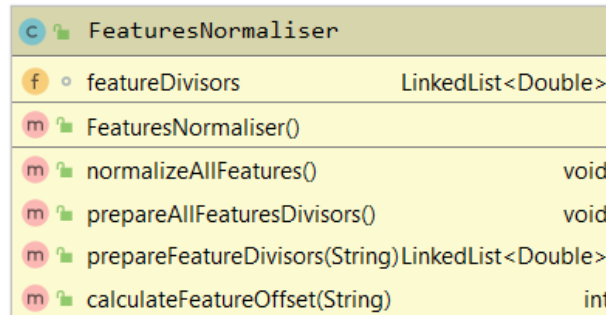 C FeaturesNormaliser
f featureDivisors LinkedList<Double>
m FeaturesNormaliser()
m normalizeAllFeatures() void
m prepareAllFeaturesDivisors() void
m prepareFeatureDivisors(String) LinkedList<Double>
m calculateFeatureOffset(String) int